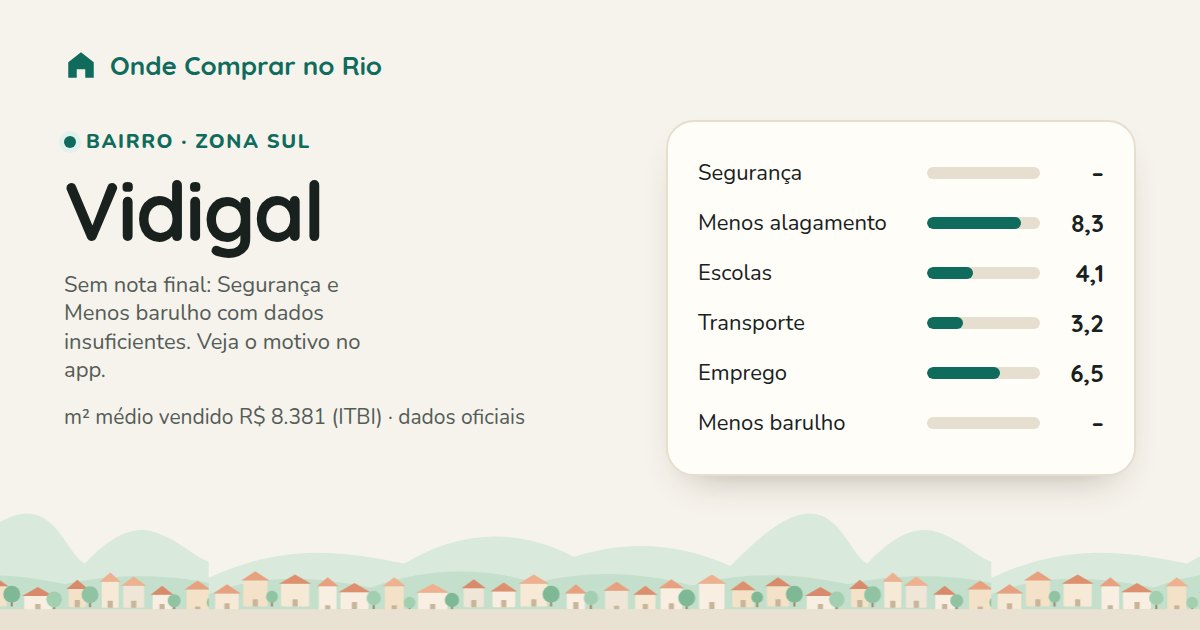 Onde Comprar no Rio
BAIRRO · ZONA SUL
Vidigal
Sem nota final: Segurança e
Menos barulho com dados
insuficientes. Veja o motivo no
app.
m² médio vendido R$ 8.381 (ITBI) · dados oficiais
Segurança –
Menos alagamento 8,3
Escolas 4,1
Transporte 3,2
Emprego 6,5
Menos barulho –